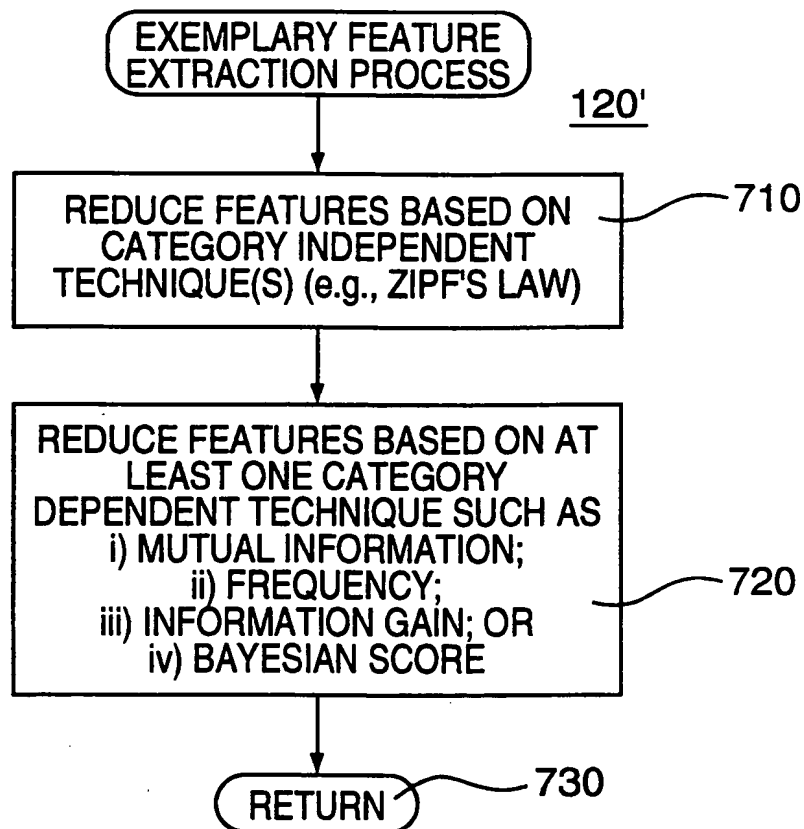 EXEMPLARY FEATURE
EXTRACTION PROCESS
120'
REDUCE FEATURES BASED ON
CATEGORY INDEPENDENT
TECHNIQUE(S) (e.g., ZIPF'S LAW)
710
REDUCE FEATURES BASED ON AT
LEAST ONE CATEGORY
DEPENDENT TECHNIQUE SUCH AS
i) MUTUAL INFORMATION;
ii) FREQUENCY;
iii) INFORMATION GAIN; OR
iv) BAYESIAN SCORE
720
RETURN
730